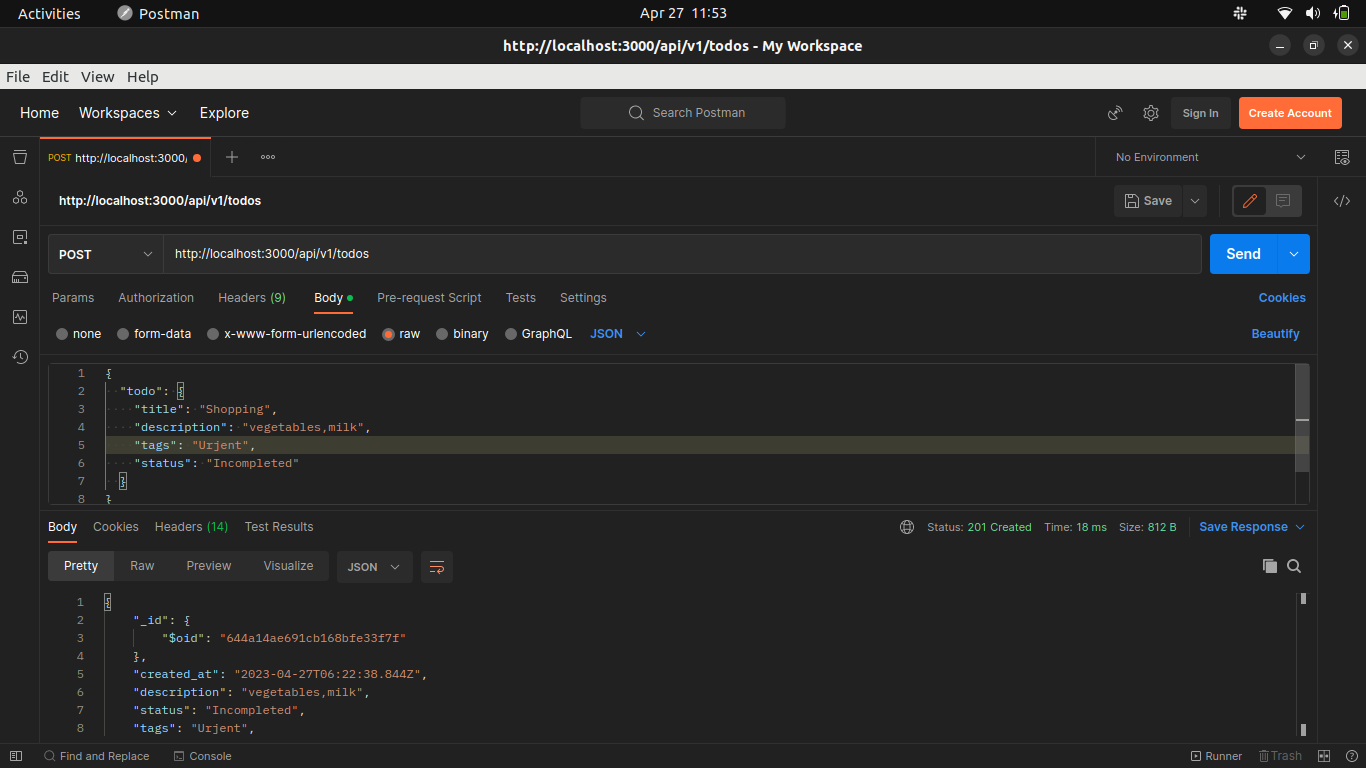 Activities Postman Apr 27 11:53
http://localhost:3000/api/v1/todos - My Workspace
File Edit View Help
Home Workspaces Explore Search Postman Sign In Create Account
POST http://localhost:3000/ No Environment
http://localhost:3000/api/v1/todos Save
POST http://localhost:3000/api/v1/todos Send
Params Authorization Headers (9) Body Pre-request Script Tests Settings Cookies
none form-data x-www-form-urlencoded raw binary GraphQL JSON Beautify
1 {
2 "todo": {
3 "title": "Shopping",
4 "description": "vegetables,milk",
5 "tags": "Urjent",
6 "status": "Incompleted"
7 }
8 }
Body Cookies Headers (14) Test Results Status: 201 Created Time: 18 ms Size: 812 B Save Response
Pretty Raw Preview Visualize JSON
1 {
2 "_id": {
3 "$oid": "644a14ae691cb168bfe33f7f"
4 },
5 "created_at": "2023-04-27T06:22:38.844Z",
6 "description": "vegetables,milk",
7 "status": "Incompleted",
8 "tags": "Urjent",
Find and Replace Console Runner Trash